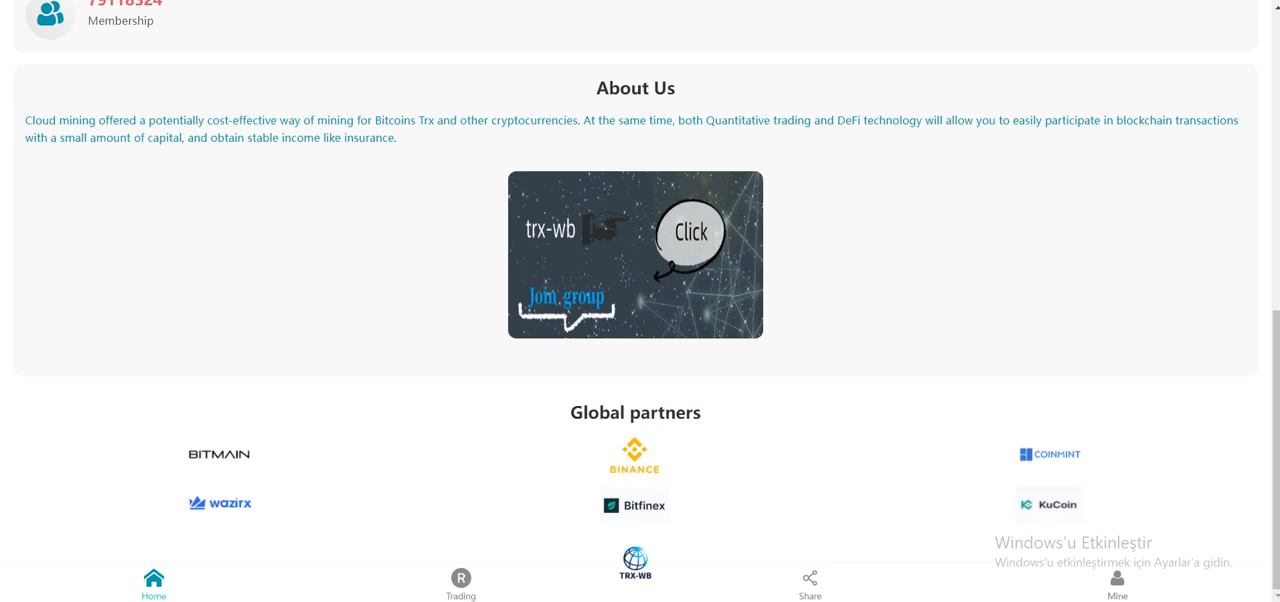 79118324
Membership
About Us
Cloud mining offered a potentially cost-effective way of mining for Bitcoins Trx and other cryptocurrencies. At the same time, both Quantitative trading and DeFi technology will allow you to easily participate in blockchain transactions
with a small amount of capital, and obtain stable income like insurance.
trx-wb
Click
Join group
Global partners
BITMAIN
BINANCE
COINMINT
wazirx
Bitfinex
KuCoin
Windows'u Etkinleştir
Windows'u etkinleştirmek için Ayarlar'a gidin.
TRX-WB
R
Home
Trading
Share
Mine